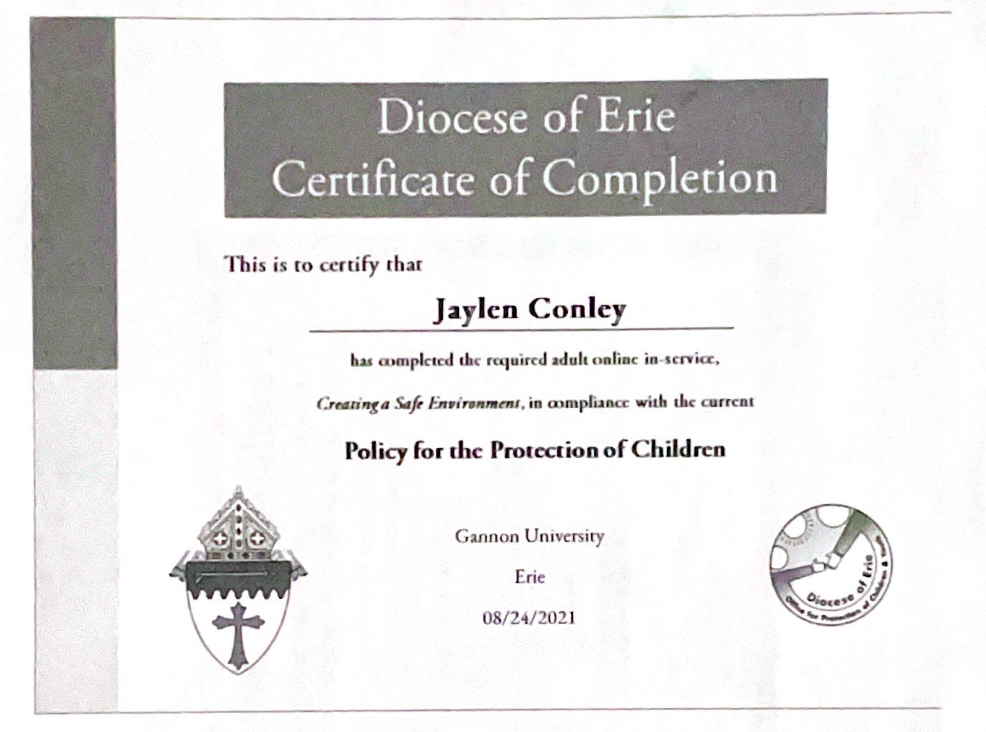 Diocese of Erie
Certificate of Completion
This is to certify that
Jaylen Conley
has completed the required adult online in-service,
Creating a Safe Environment, in compliance with the current
Policy for the Protection of Children
Gannon University
Erie
08/24/2021
Diocese of Erie
Office for Protection of Children & Youth